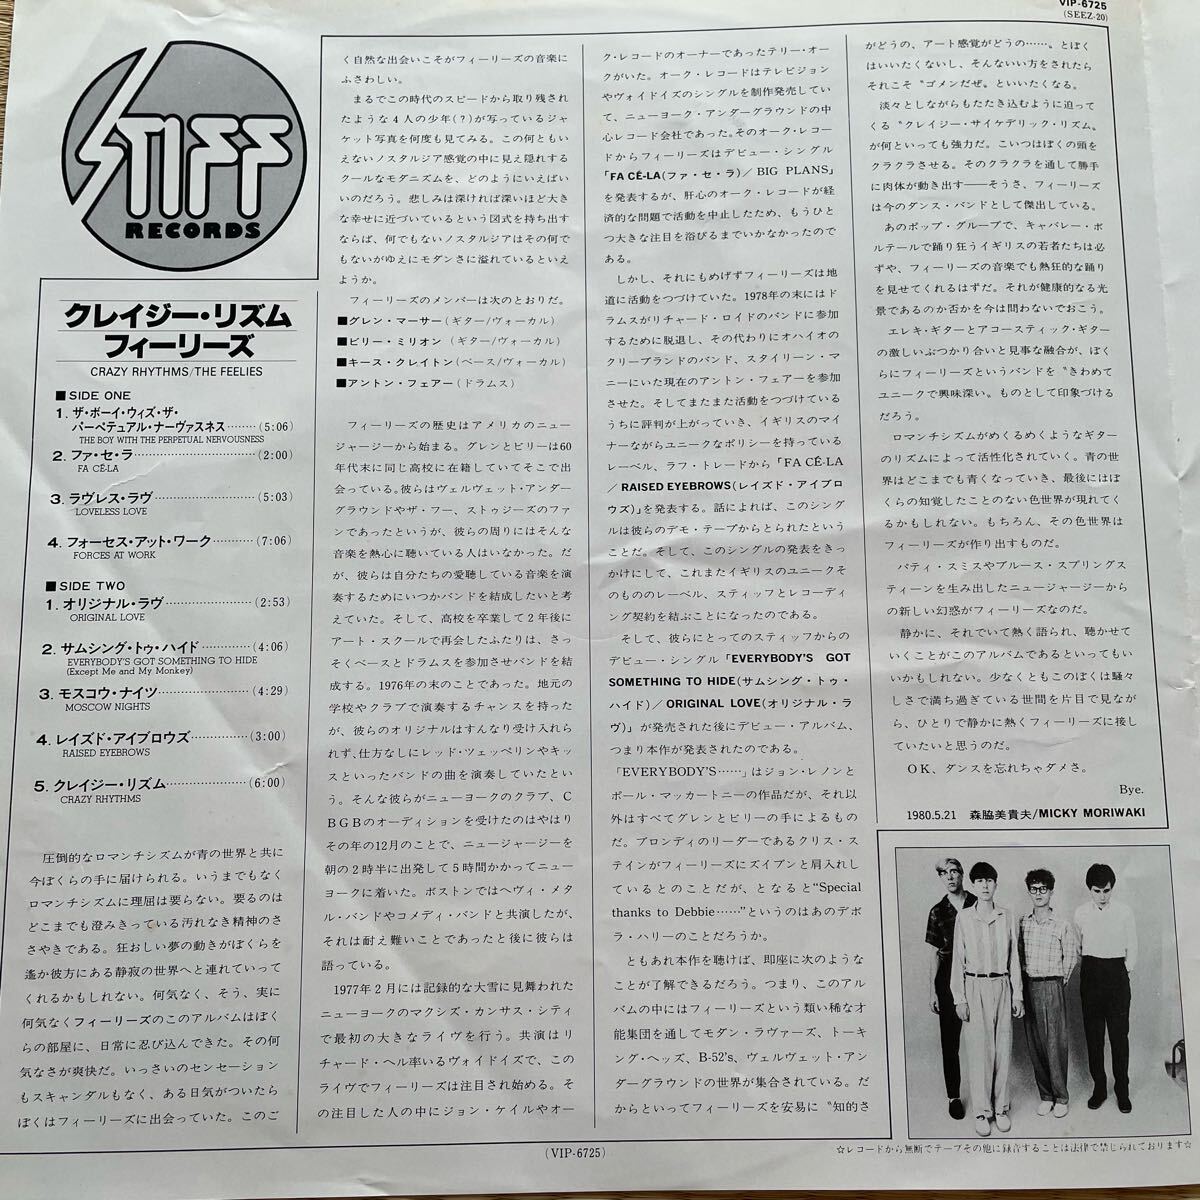 VIP-6725
(SEEZ-20)
STIFF
RECORDS
クレイジー・リズム
フィーリーズ
CRAZY RHYTHMS/THE FEELIES
■SIDE ONE
1. ザ・ボーイ・ウィズ・ザ・
パーペテュアル・ナーヴァスネス………(5:06)
THE BOY WITH THE PERPETUAL NERVOUSNESS
2. ファ・セ・ラ………………(2:00)
FA CÉ-LA
3. ラヴレス・ラヴ………………(5:03)
LOVELESS LOVE
4. フォーセス・アット・ワーク…………(7:06)
FORCES AT WORK
■SIDE TWO
1. オリジナル・ラヴ………………(2:53)
ORIGINAL LOVE
2. サムシング・トゥ・ハイド…………(4:06)
EVERYBODY'S GOT SOMETHING TO HIDE
(Except Me and My Monkey)
3. モスコウ・ナイツ………………(4:29)
MOSCOW NIGHTS
4. レイズド・アイブロウズ…………(3:00)
RAISED EYEBROWS
5. クレイジー・リズム………………(6:00)
CRAZY RHYTHMS
圧倒的なロマンチシズムが青の世界と共に
今ぼくらの手に届けられる。いうまでもなく
ロマンチシズムに理屈は要らない。要るのは
どこまでも澄みきっている汚れなき精神のさ
さやきである。狂おしい夢の動きがぼくらを
遙か彼方にある静寂の世界へと連れていって
くれるかもしれない。何気なく、そう、実に
何気なくフィーリーズのこのアルバムはぼく
らの部屋に、日常に忍び込んできた。その何
気なさが爽快だ。いっさいのセンセーション
もスキャンダルもなく、ある日気がついたら
ぼくはフィーリーズに出会っていた。このご
く自然な出会いこそがフィーリーズの音楽に
ふさわしい。
まるでこの時代のスピードから取り残され
たような4人の少年(？)が写っているジャ
ケット写真を何度も見てみる。この何ともい
えないノスタルジア感覚の中に見え隠れする
クールなモダニズムを、どのようにいえばい
いのだろう。悲しみは深ければ深いほど大き
な幸せに近づいているという図式を持ち出す
ならば、何でもないノスタルジアはその何で
もないがゆえにモダンさに溢れているといえ
ようか。
フィーリーズのメンバーは次のとおりだ。
■グレン・マーサー(ギター/ヴォーカル)
■ビリー・ミリオン (ギター/ヴォーカル)
■キース・クレイトン(ベース/ヴォーカル)
■アントン・フェアー(ドラムス)
フィーリーズの歴史はアメリカのニュー・
ジャージーから始まる。グレンとビリーは60
年代末に同じ高校に在籍していてそこで出
会っている。彼らはヴェルヴェット・アンダー
グラウンドやザ・フー、ストゥジーズのファ
ンであったというが、彼らの周りにはそんな
音楽を熱心に聴いている人はいなかった。だ
が、彼らは自分たちの愛聴している音楽を演
奏するためにいつかバンドを結成したいと考
えていた。そして、高校を卒業して2年後に
アート・スクールで再会したふたりは、さっ
そくベースとドラムスを参加させバンドを結
成する。1976年の末のことであった。地元の
学校やクラブで演奏するチャンスを持った
が、彼らのオリジナルはすんなり受け入れら
れず、仕方なしにレッド・ツェッペリンやキッ
スといったバンドの曲を演奏していたとい
う。そんな彼らがニューヨークのクラブ、C
BGBのオーディションを受けたのはやはり
その年の12月のことで、ニュージャージーを
朝の2時半に出発して5時間かかってニュー
ヨークに着いた。ボストンではヘヴィ・メタ
ル・バンドやコメディ・バンドと共演したが、
それは耐え難いことであったと後に彼らは
語っている。
1977年2月には記録的な大雪に見舞われた
ニューヨークのマクシズ・カンサス・シティ
で最初の大きなライヴを行う。共演はリ
チャード・ヘル率いるヴォイドイズで、この
ライヴでフィーリーズは注目され始める。そ
の注目した人の中にジョン・ケイルやオー
ク・レコードのオーナーであったテリー・オー
クがいた。オーク・レコードはテレビジョン
やヴォイドイズのシングルを制作発売してい
て、ニューヨーク・アンダーグラウンドの中
心レコード会社であった。そのオーク・レコー
ドからフィーリーズはデビュー・シングル
「FA CÉ-LA(ファ・セ・ラ)／BIG PLANS」
を発表するが、肝心のオーク・レコードが経
済的な問題で活動を中止したため、もうひと
つ大きな注目を浴びるまでいかなかったので
ある。
しかし、それにもめげずフィーリーズは地
道に活動をつづけていた。1978年の末にはド
ラムスがリチャード・ロイドのバンドに参加
するために脱退し、その代わりにオハイオの
クリーブランドのバンド、スタイリーン・マ
ニーにいた現在のアントン・フェアーを参加
させた。そしてまたまた活動をつづけている
うちに評判が上がっていき、イギリスのマイ
ナーながらユニークなポリシーを持っている
レーベル、ラフ・トレードから「FA CÉ-LA
／RAISED EYEBROWS(レイズド・アイブロ
ウズ)」を発表する。話によれば、このシング
ルは彼らのデモ・テープからとられたという
ことだ。そして、このシングルの発表をきっ
かけにして、これまたイギリスのユニークそ
のもののレーベル、スティッフとレコーディ
ング契約を結ぶことになったのである。
そして、彼らにとってのスティッフからの
デビュー・シングル「EVERYBODY'S GOT
SOMETHING TO HIDE(サムシング・トゥ・
ハイド)／ORIGINAL LOVE(オリジナル・ラ
ヴ)」が発売された後にデビュー・アルバム、
つまり本作が発表されたのである。
「EVERYBODY'S……」はジョン・レノンと
ポール・マッカートニーの作品だが、それ以
外はすべてグレンとビリーの手によるもの
だ。ブロンディのリーダーであるクリス・ス
テインがフィーリーズにズイブンと肩入れし
ているとのことだが、となると“Special
thanks to Debbie……”というのはあのデボ
ラ・ハリーのことだろうか。
ともあれ本作を聴けば、即座に次のような
ことが了解できるだろう。つまり、このアル
バムの中にはフィーリーズという類い稀な才
能集団を通してモダン・ラヴァーズ、トーキ
ング・ヘッズ、B-52's、ヴェルヴェット・アン
ダーグラウンドの世界が集合されている。だ
からといってフィーリーズを安易に〝知的さ
がどうの、アート感覚がどうの……〟とぼく
はいいたくないし、そんないい方をされたら
それこそ〝ゴメンだぜ〟といいたくなる。
淡々としながらもたたき込むように迫って
くる〝クレイジー・サイケデリック・リズム〟
が何といっても強力だ。こいつはぼくの頭を
クラクラさせる。そのクラクラを通して勝手
に肉体が動き出す――そうさ、フィーリーズ
は今のダンス・バンドとして傑出している。
あのポップ・グループで、キャバレー・ボ
ルテールで踊り狂うイギリスの若者たちは必
ずや、フィーリーズの音楽でも熱狂的な踊り
を見せてくれるはずだ。それが健康的な光
景であるのか否かを今は問わないでおこう。
エレキ・ギターとアコースティック・ギター
の激しいぶつかり合いと見事な融合が、ぼく
らにフィーリーズというバンドを〝きわめて
ユニークで興味深い〟ものとして印象づける
だろう。
ロマンチシズムがめくるめくようなギター
のリズムによって活性化されていく。青の世
界はどこまでも青くなっていき、最後にはぼ
くらの知覚したことのない色世界が現れてく
るかもしれない。もちろん、その色世界は
フィーリーズが作り出すものだ。
パティ・スミスやブルース・スプリングス
ティーンを生み出したニュージャージーから
の新しい幻惑がフィーリーズなのだ。
静かに、それでいて熱く語られ、聴かせて
いくことがこのアルバムであるといってもい
いかもしれない。少なくともこのぼくは騒々
しさで満ち過ぎている世間を片目で見なが
ら、ひとりで静かに熱くフィーリーズに接し
ていたいと思うのだ。
OK、ダンスを忘れちゃダメさ。
Bye.
1980.5.21 森脇美貴夫/MICKY MORIWAKI
(VIP-6725)
☆レコードから無断でテープその他に録音することは法律で禁じられております☆